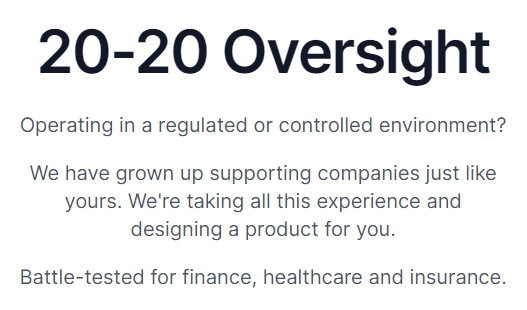 20-20 Oversight
Operating in a regulated or controlled environment?
We have grown up supporting companies just like
yours. We're taking all this experience and
designing a product for you.
Battle-tested for finance, healthcare and insurance.